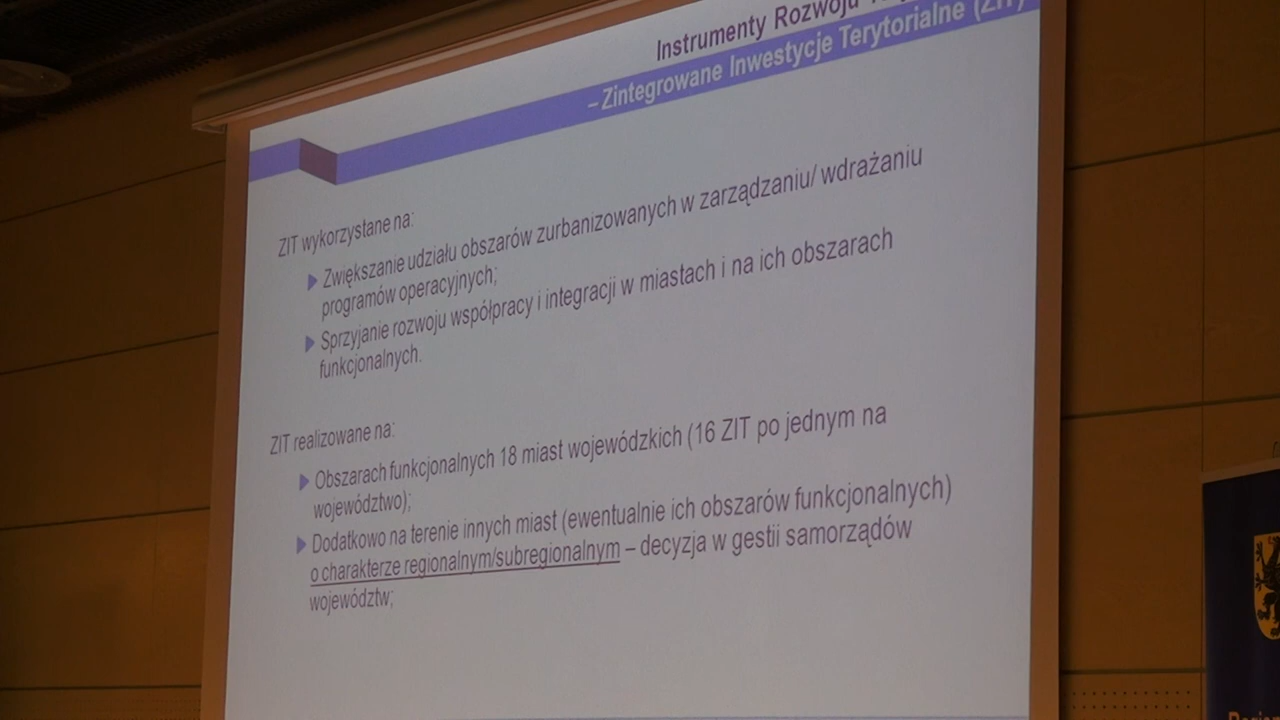 Instrumenty Rozwoju
– Zintegrowane Inwestycje Terytorialne (ZIT)
ZIT wykorzystane na:
Zwiększanie udziału obszarów zurbanizowanych w zarządzaniu/ wdrażaniu
programów operacyjnych;
Sprzyjanie rozwoju współpracy i integracji w miastach i na ich obszarach
funkcjonalnych.
ZIT realizowane na:
Obszarach funkcjonalnych 18 miast wojewódzkich (16 ZIT po jednym na
województwo);
Dodatkowo na terenie innych miast (ewentualnie ich obszarów funkcjonalnych)
o charakterze regionalnym/subregionalnym – decyzja w gestii samorządów
województw;